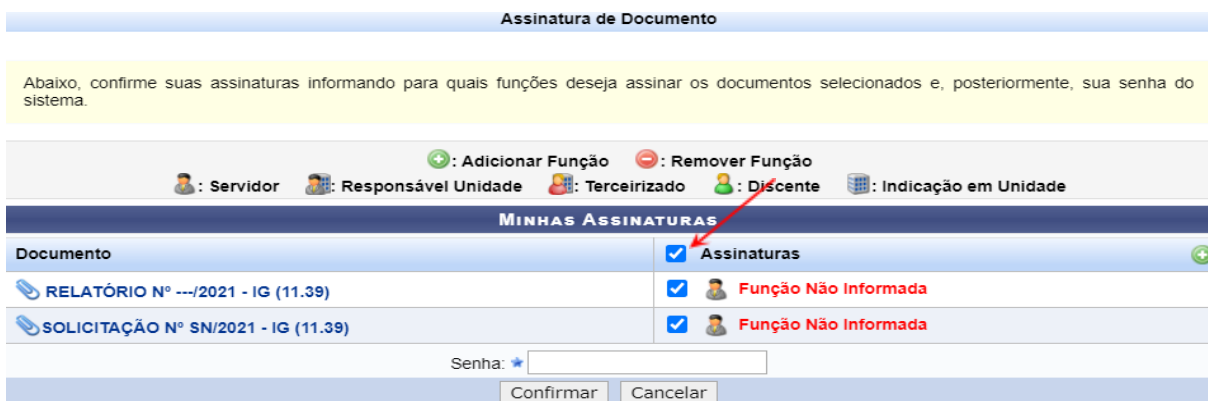 Assinatura de Documento
Abaixo, confirme suas assinaturas informando para quais funções deseja assinar os documentos selecionados e, posteriormente, sua senha do
sistema.
: Adicionar Função : Remover Função
: Servidor : Responsável Unidade : Terceirizado : Discente : Indicação em Unidade
MINHAS ASSINATURAS
Documento Assinaturas
RELATÓRIO Nº ---/2021 - IG (11.39) Função Não Informada
SOLICITAÇÃO Nº SN/2021 - IG (11.39) Função Não Informada
Senha:
Confirmar Cancelar